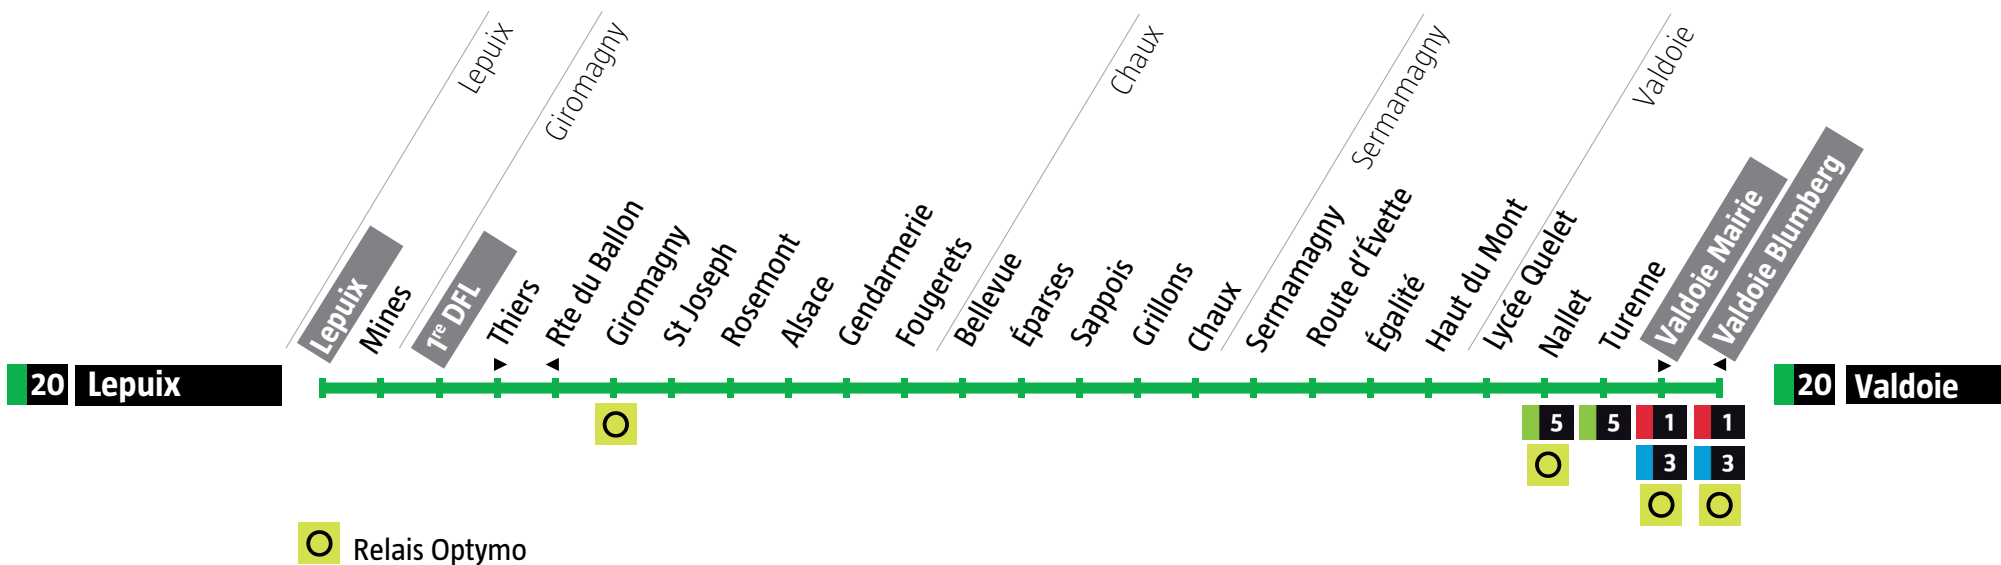 Lepuix
Giromagny
Chaux
Sermamagny
Valdoie
Lepuix
Mines
1re DFL
Thiers
Rte du Ballon
Giromagny
St Joseph
Rosemont
Alsace
Gendarmerie
Fougerets
Bellevue
Éparses
Sappois
Grillons
Chaux
Sermamagny
Route d'Évette
Égalité
Haut du Mont
Lycée Quelet
Nallet
Turenne
Valdoie Mairie
Valdoie Blumberg
20 Lepuix
20 Valdoie
5 5 1 1
3 3
Relais Optymo